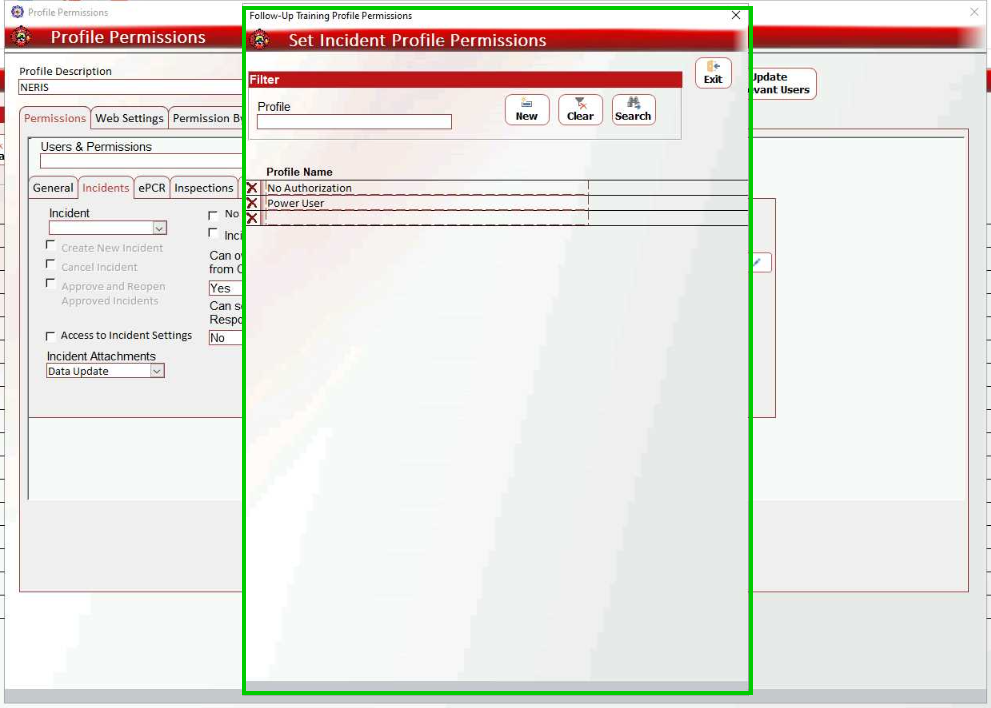 Profile Permissions
Profile Permissions
Profile Description
NERIS
Permissions
Web Settings
Permission By
Users & Permissions
General
Incidents
ePCR
Inspections
Incident
Create New Incident
Cancel Incident
Approve and Reopen
Approved Incidents
Access to Incident Settings
Incident Attachments
Data Update
No
Inci
Can ov
from C
Yes
Can se
Respo
No
Follow-Up Training Profile Permissions
Set Incident Profile Permissions
Exit
Filter
Profile
New
Clear
Search
Profile Name
No Authorization
Power User
Update
vant Users